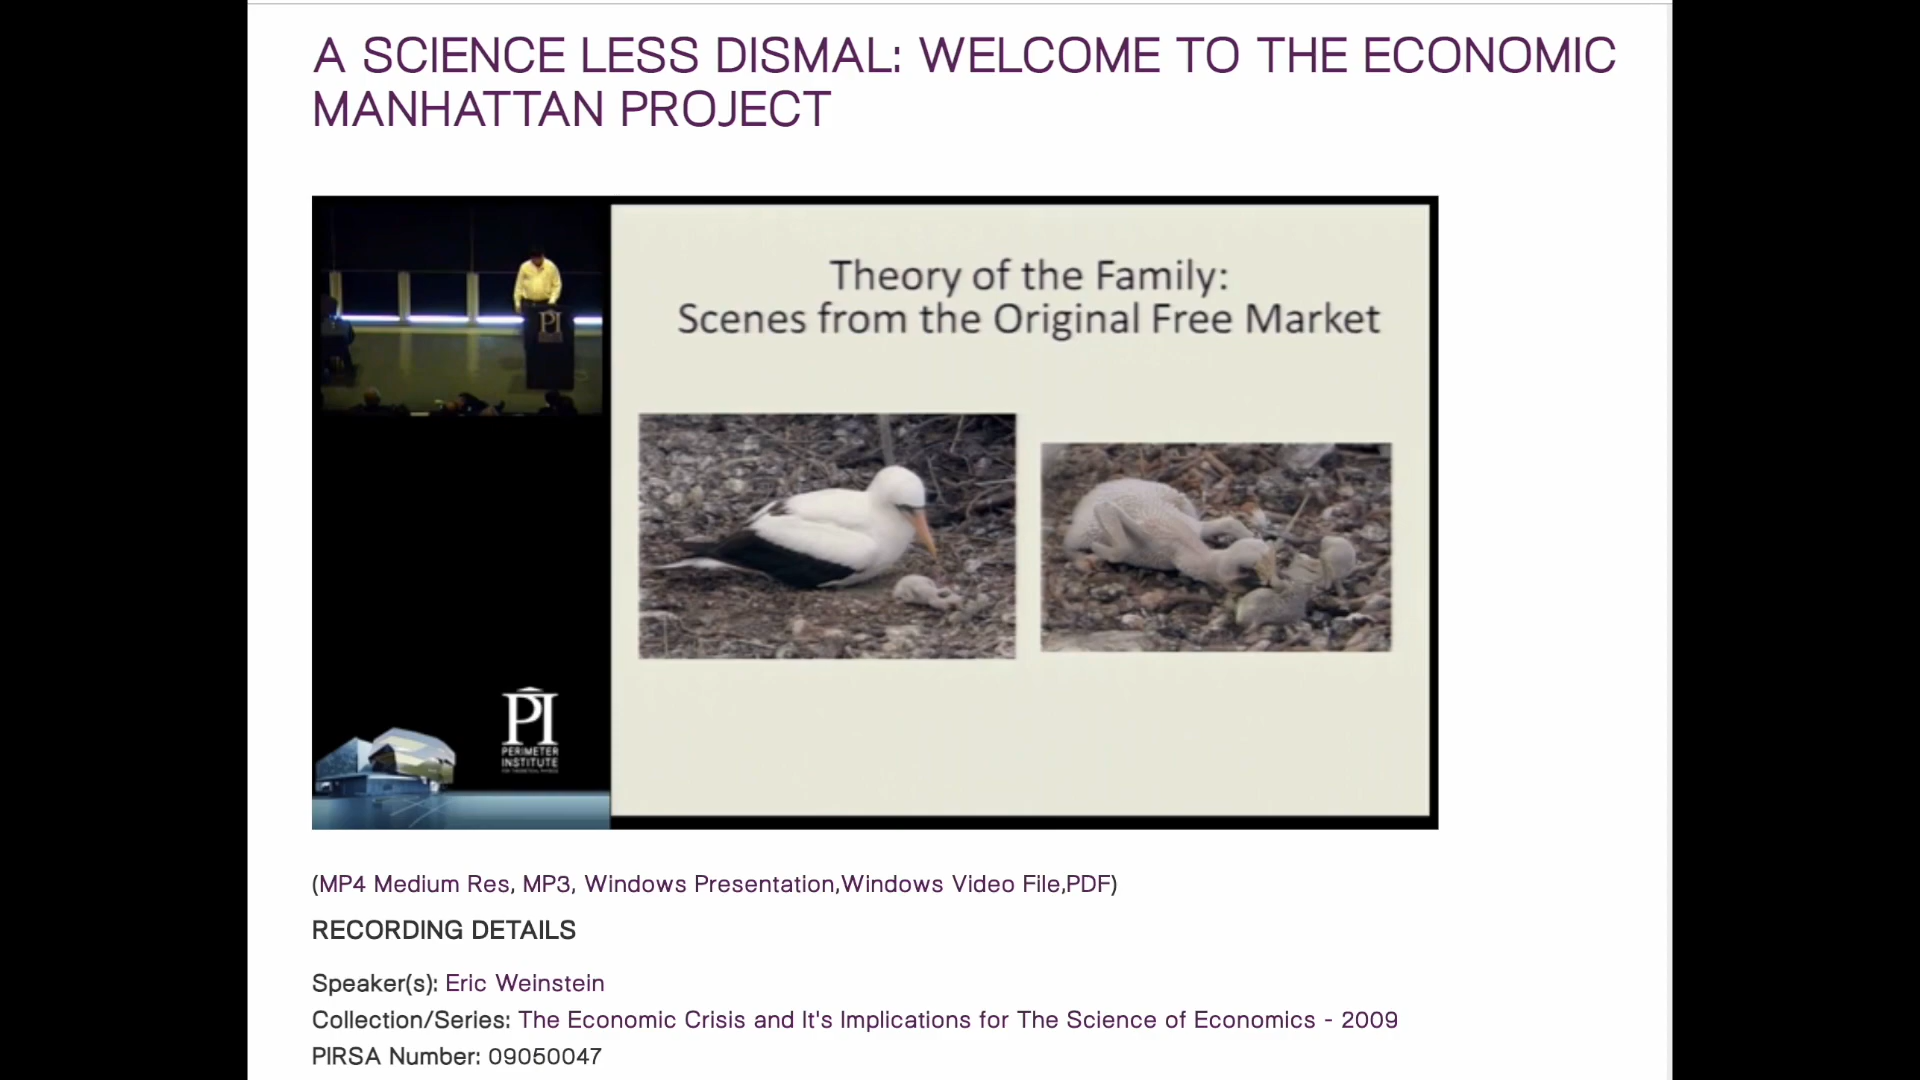 A SCIENCE LESS DISMAL: WELCOME TO THE ECONOMIC
MANHATTAN PROJECT
Theory of the Family:
Scenes from the Original Free Market
PI
PI
PERIMETER
INSTITUTE
(MP4 Medium Res, MP3, Windows Presentation,Windows Video File,PDF)
RECORDING DETAILS
Speaker(s): Eric Weinstein
Collection/Series: The Economic Crisis and It's Implications for The Science of Economics - 2009
PIRSA Number: 09050047